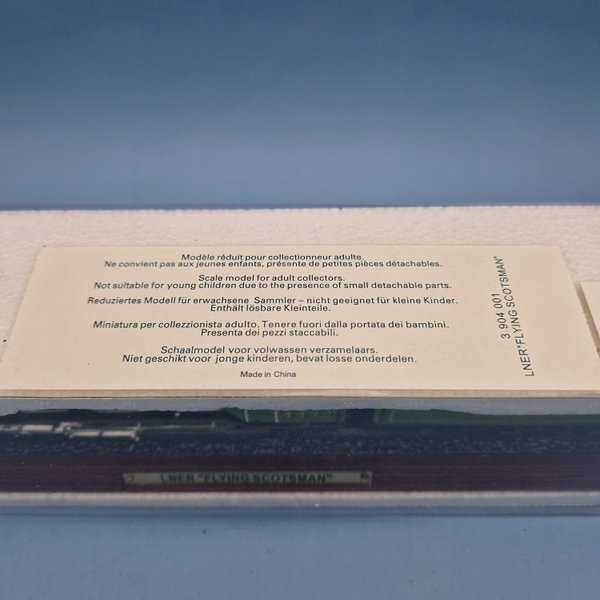 Modèle réduit pour collectionneur adulte.
Ne convient pas aux jeunes enfants, présente de petites pièces détachables.
Scale model for adult collectors.
Not suitable for young children due to the presence of small detachable parts.
Reduziertes Modell für erwachsene Sammler – nicht geeignet für kleine Kinder.
Enthält lösbare Kleinteile.
Miniatura per collezzionista adulto. Tenere fuori dalla portata dei bambini.
Presenta dei pezzi staccabili.
Schaalmodel voor volwassen verzamelaars.
Niet geschikt voor jonge kinderen, bevat losse onderdelen.
Made in China
3 904 001
LNER"FLYING SCOTSMAN"
LNER "FLYING SCOTSMAN"